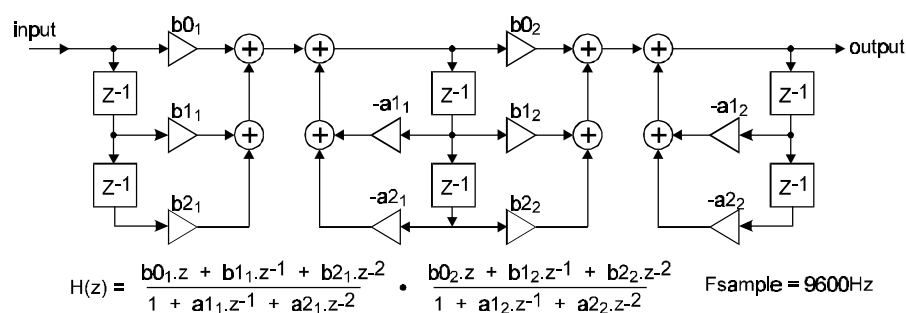 input b0₁ b0₂ output
+ + + +
z-1 z-1 z-1
b1₁ -a1₁ b1₂ -a1₂
+ + + +
z-1 z-1 z-1
b2₁ -a2₁ b2₂ -a2₂
b0₁.z + b1₁.z-1 + b2₁.z-2 b0₂.z + b1₂.z-1 + b2₂.z-2
H(z) = • Fsample = 9600Hz
1 + a1₁.z-1 + a2₁.z-2 1 + a1₂.z-1 + a2₂.z-2